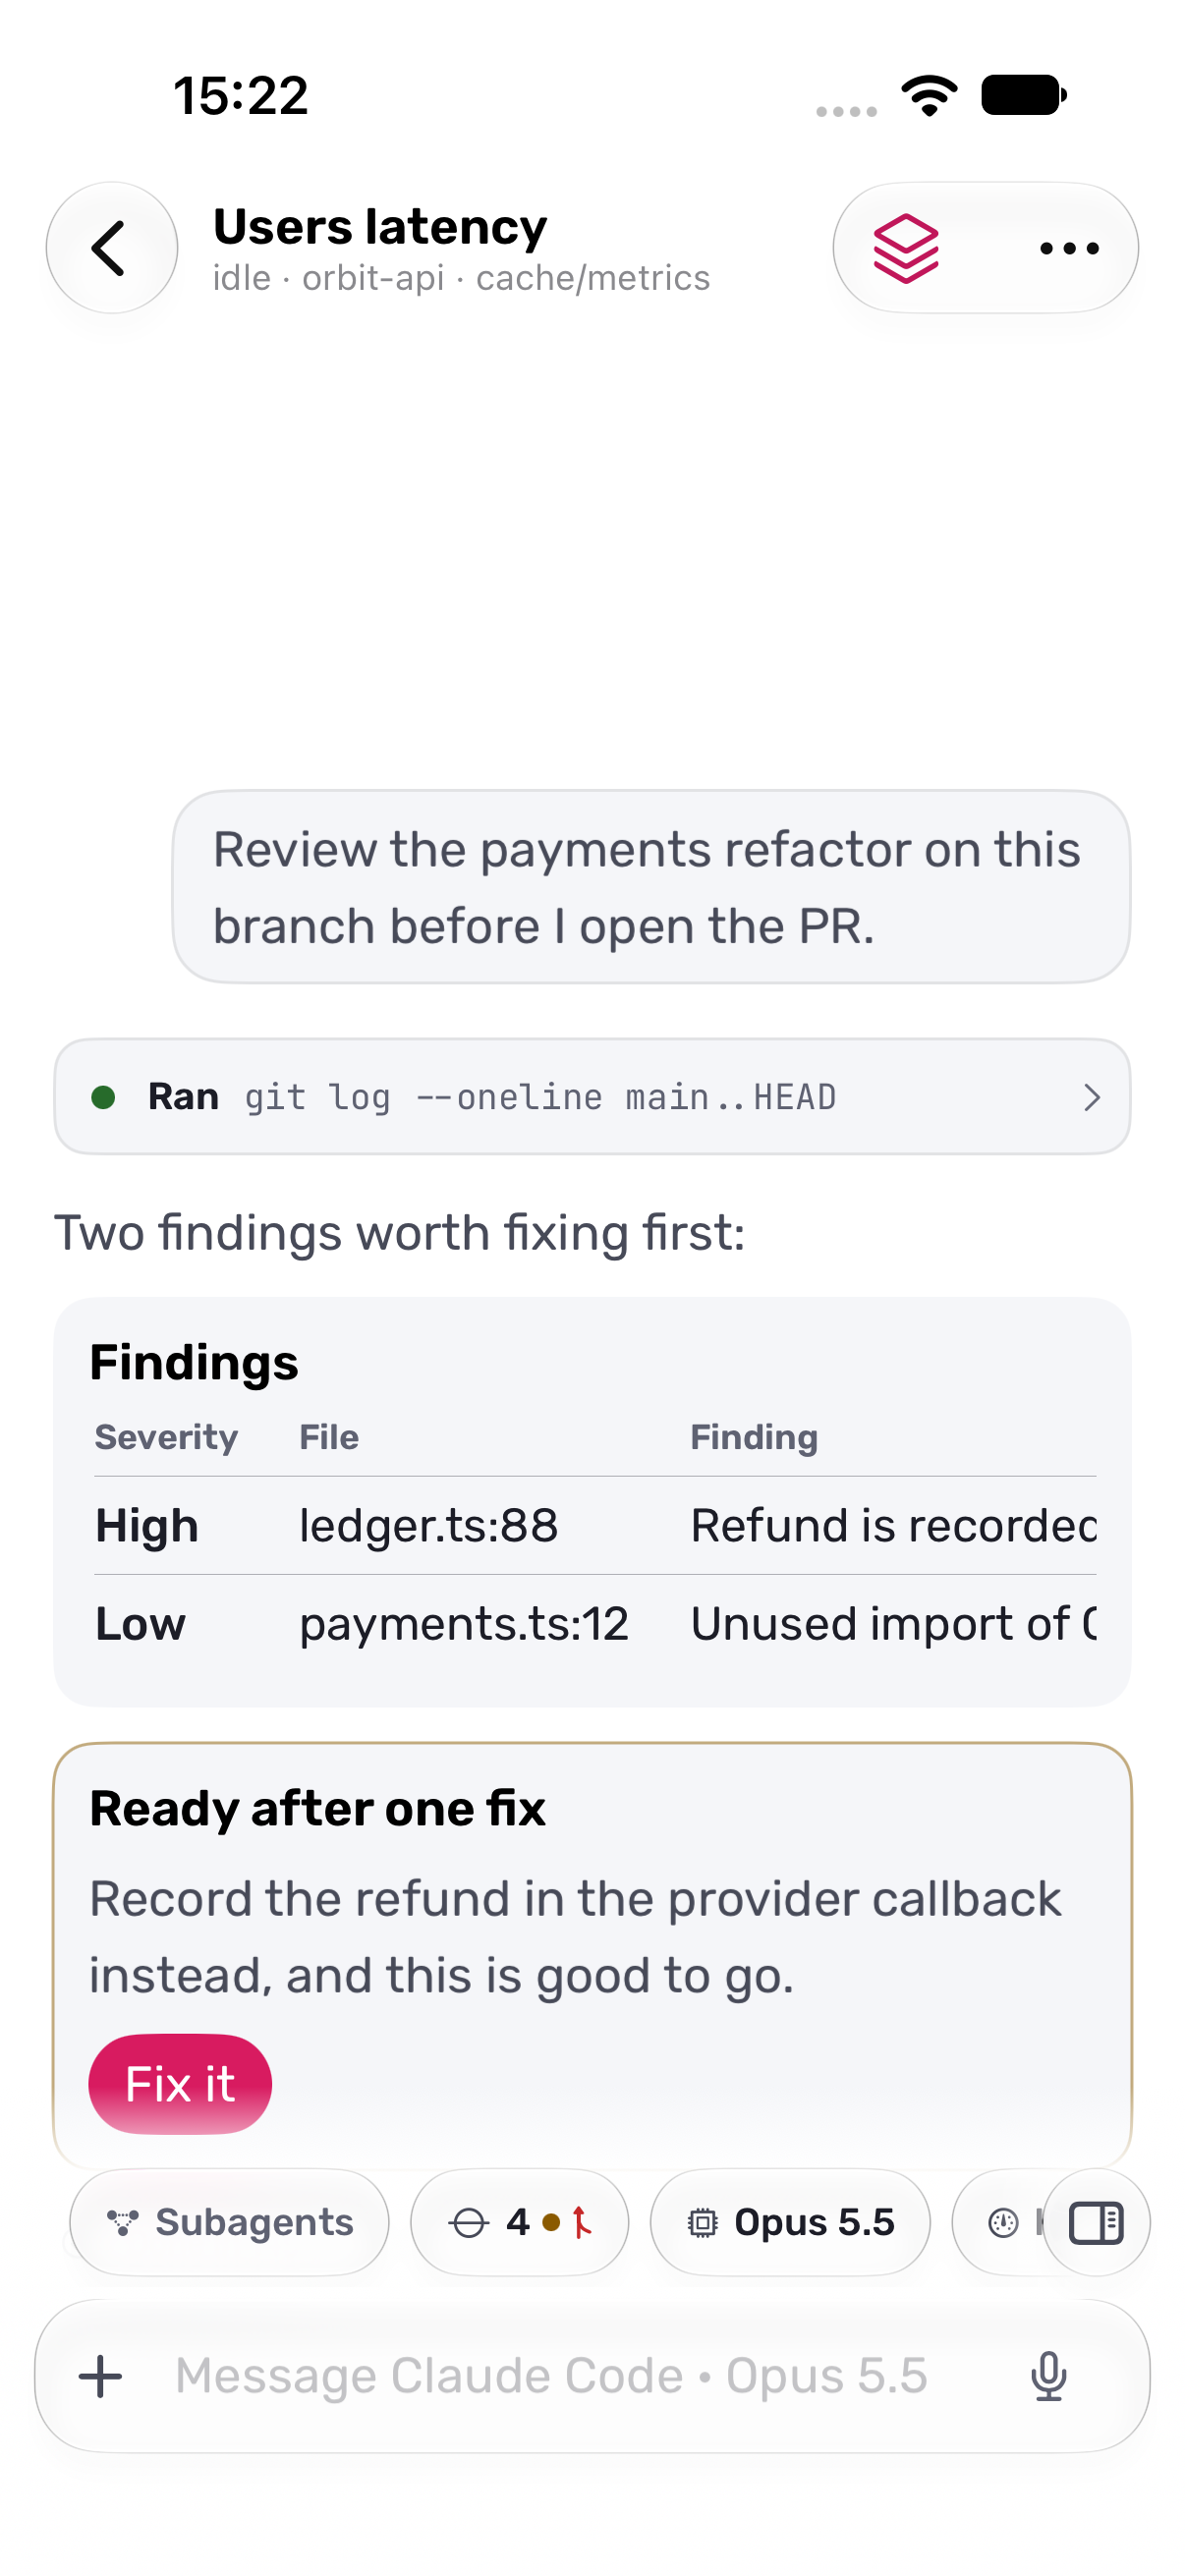 15:22
Users latency
idle · orbit-api · cache/metrics
Review the payments refactor on this
branch before I open the PR.
Ran git log --oneline main..HEAD
Two findings worth fixing first:
Findings
Severity File Finding
High ledger.ts:88 Refund is recorded
Low payments.ts:12 Unused import of
Ready after one fix
Record the refund in the provider callback
instead, and this is good to go.
Fix it
Subagents 4 Opus 5.5
Message Claude Code • Opus 5.5